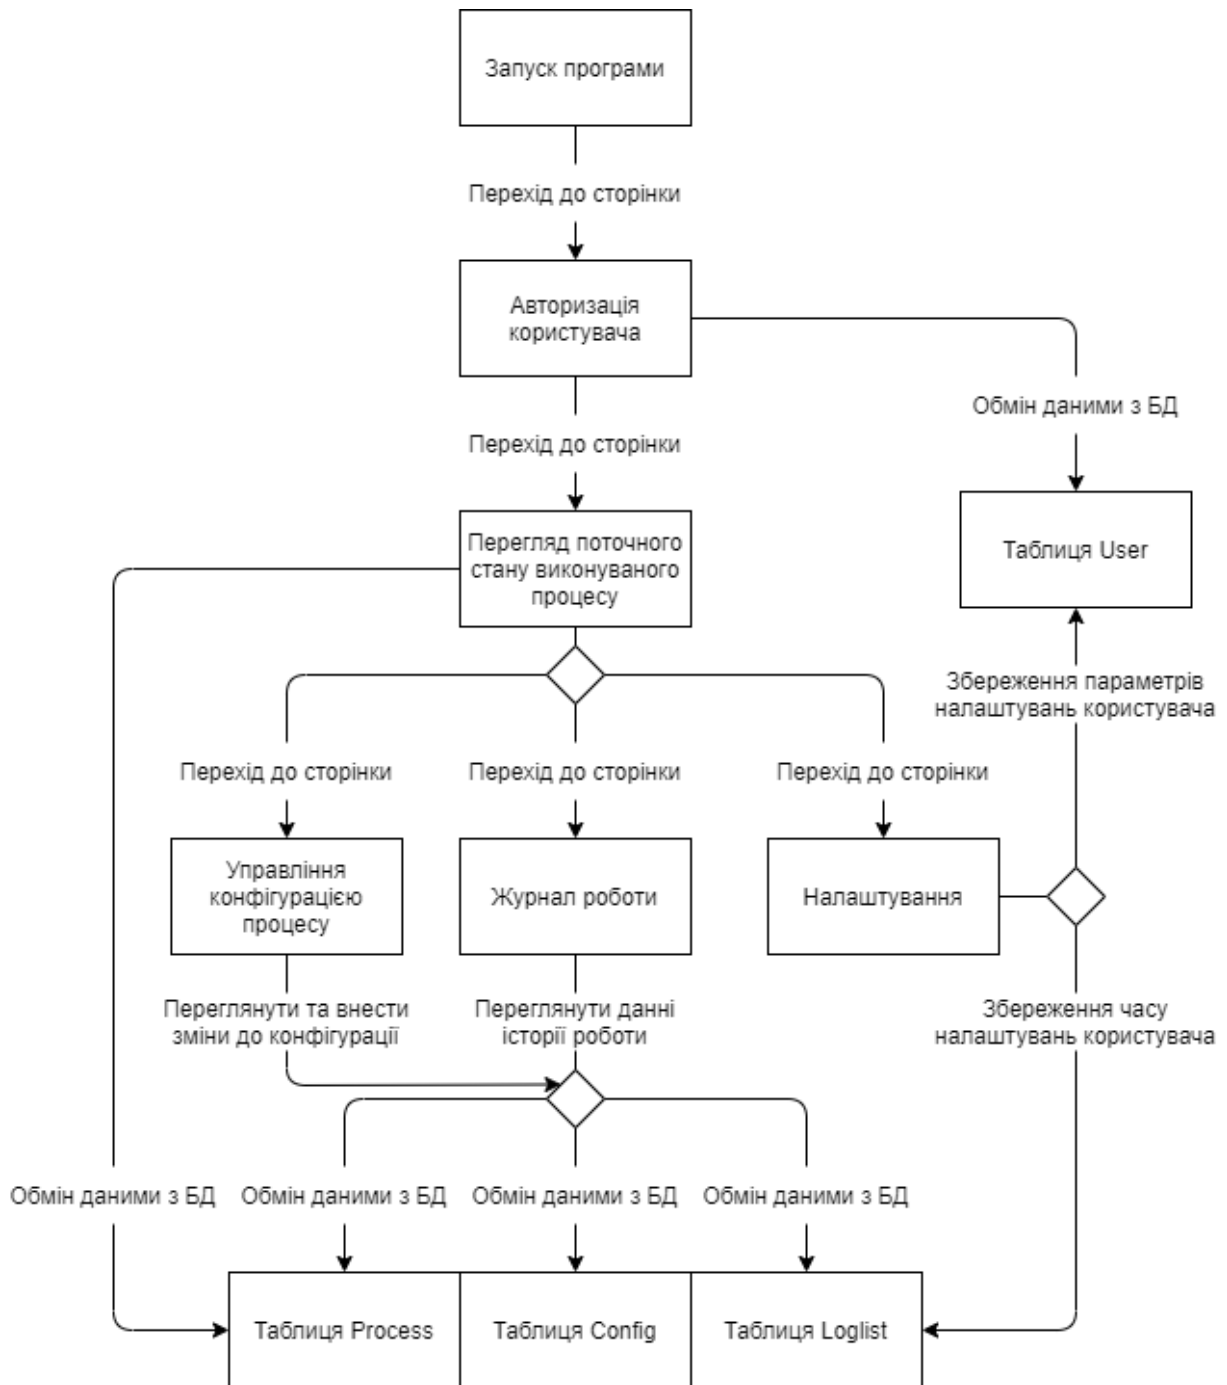 Запуск програми
Перехід до сторінки
Авторизація
користувача
Обмін даними з БД
Перехід до сторінки
Таблиця User
Перегляд поточного
стану виконуваного
процесу
Збереження параметрів
налаштувань користувача
Перехід до сторінки
Перехід до сторінки
Перехід до сторінки
Управління
конфігурацією
процесу
Журнал роботи
Налаштування
Переглянути та внести
зміни до конфігурації
Переглянути данні
історії роботи
Збереження часу
налаштувань користувача
Обмін даними з БД
Обмін даними з БД
Обмін даними з БД
Обмін даними з БД
Таблиця Process
Таблиця Config
Таблиця Loglist